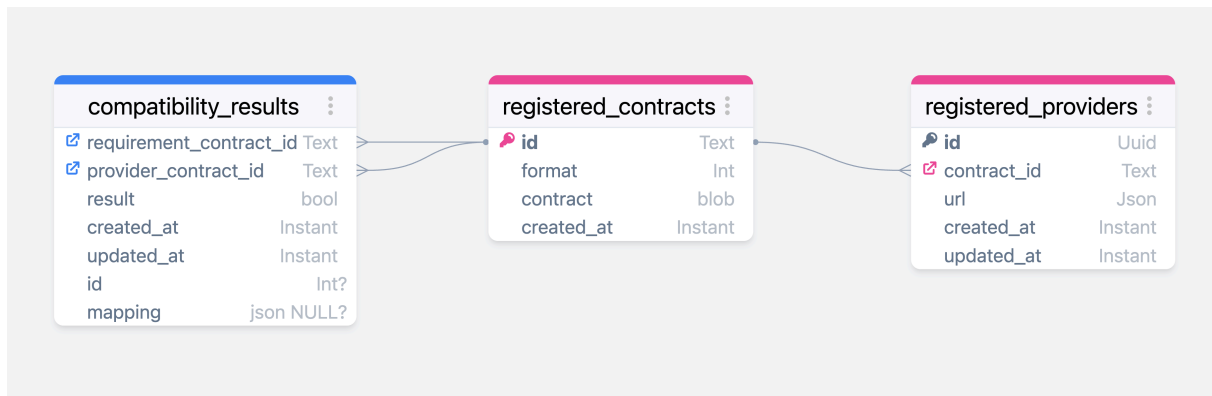 compatibility_results
requirement_contract_id Text
provider_contract_id Text
result bool
created_at Instant
updated_at Instant
id Int?
mapping json NULL?
registered_contracts
id Text
format Int
contract blob
created_at Instant
registered_providers
id Uuid
contract_id Text
url Json
created_at Instant
updated_at Instant